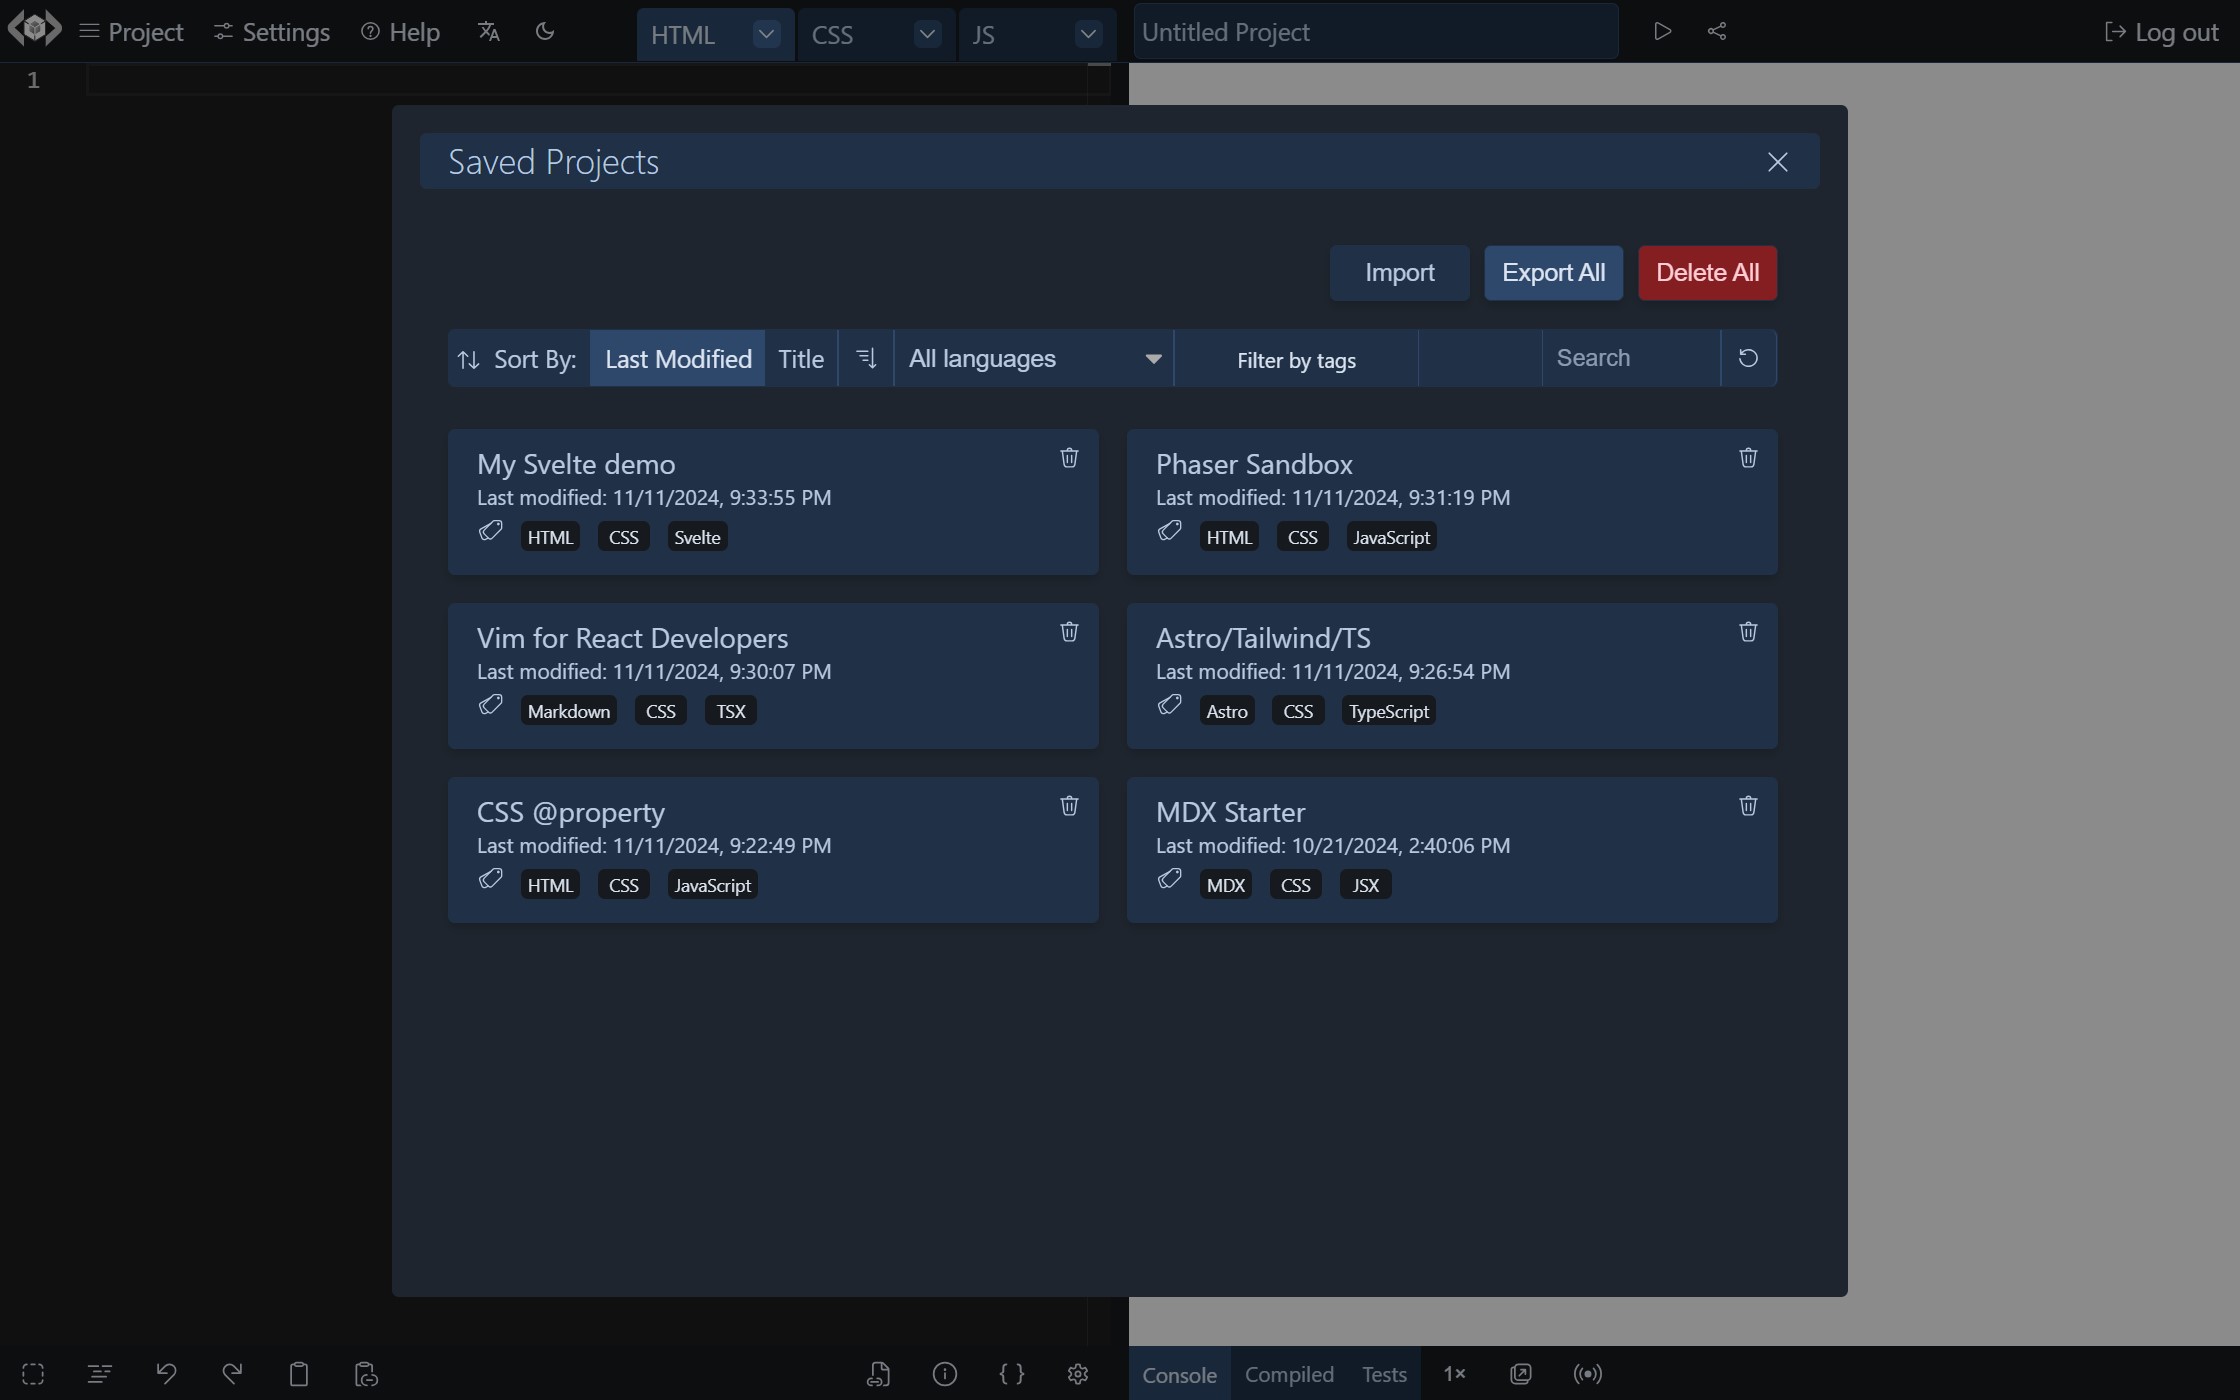 Project Settings Help HTML CSS JS Untitled Project Log out
1
Saved Projects
Import Export All Delete All
Sort By: Last Modified Title All languages Filter by tags Search
My Svelte demo
Last modified: 11/11/2024, 9:33:55 PM
HTML CSS Svelte
Phaser Sandbox
Last modified: 11/11/2024, 9:31:19 PM
HTML CSS JavaScript
Vim for React Developers
Last modified: 11/11/2024, 9:30:07 PM
Markdown CSS TSX
Astro/Tailwind/TS
Last modified: 11/11/2024, 9:26:54 PM
Astro CSS TypeScript
CSS @property
Last modified: 11/11/2024, 9:22:49 PM
HTML CSS JavaScript
MDX Starter
Last modified: 10/21/2024, 2:40:06 PM
MDX CSS JSX
Console Compiled Tests 1×